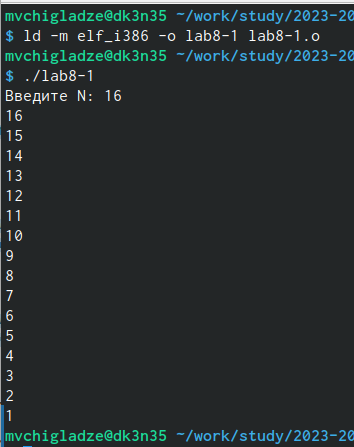 mvchigladze@dk3n35 ~/work/study/2023-20
$ ld -m elf_i386 -o lab8-1 lab8-1.o
mvchigladze@dk3n35 ~/work/study/2023-20
$ ./lab8-1
Введите N: 16
16
15
14
13
12
11
10
9
8
7
6
5
4
3
2
1
mvchigladze@dk3n35 ~/work/study/2023-20